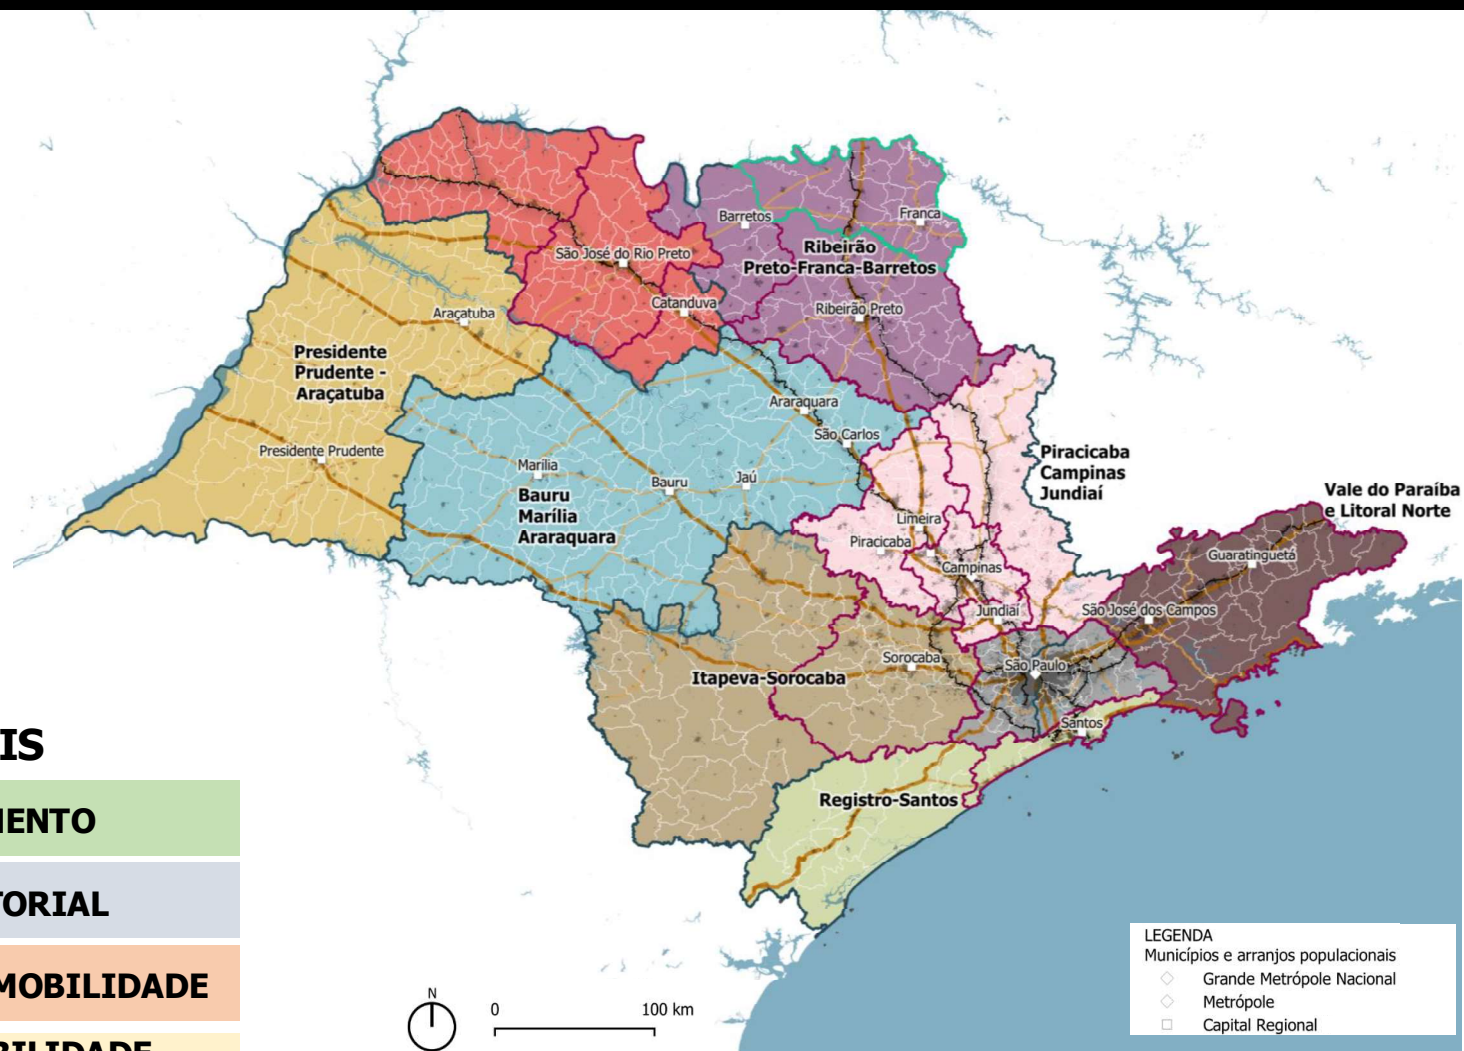 Barretos
Franca
Ribeirão
Preto-Franca-Barretos
São José do Rio Preto
Catanduva
Ribeirão Preto
Araçatuba
Presidente
Prudente -
Araçatuba
Araraquara
São Carlos
Presidente Prudente
Marília
Bauru
Jaú
Bauru
Marília
Araraquara
Piracicaba
Campinas
Jundiaí
Vale do Paraíba
e Litoral Norte
Limeira
Piracicaba
Campinas
Guaratinguetá
Jundiaí
São José dos Campos
Sorocaba
São Paulo
Itapeva-Sorocaba
Santos
Registro-Santos
IS
IENTO
TORIAL
MOBILIDADE
BILIDADE
N
0 100 km
LEGENDA
Municípios e arranjos populacionais
Grande Metrópole Nacional
Metrópole
Capital Regional